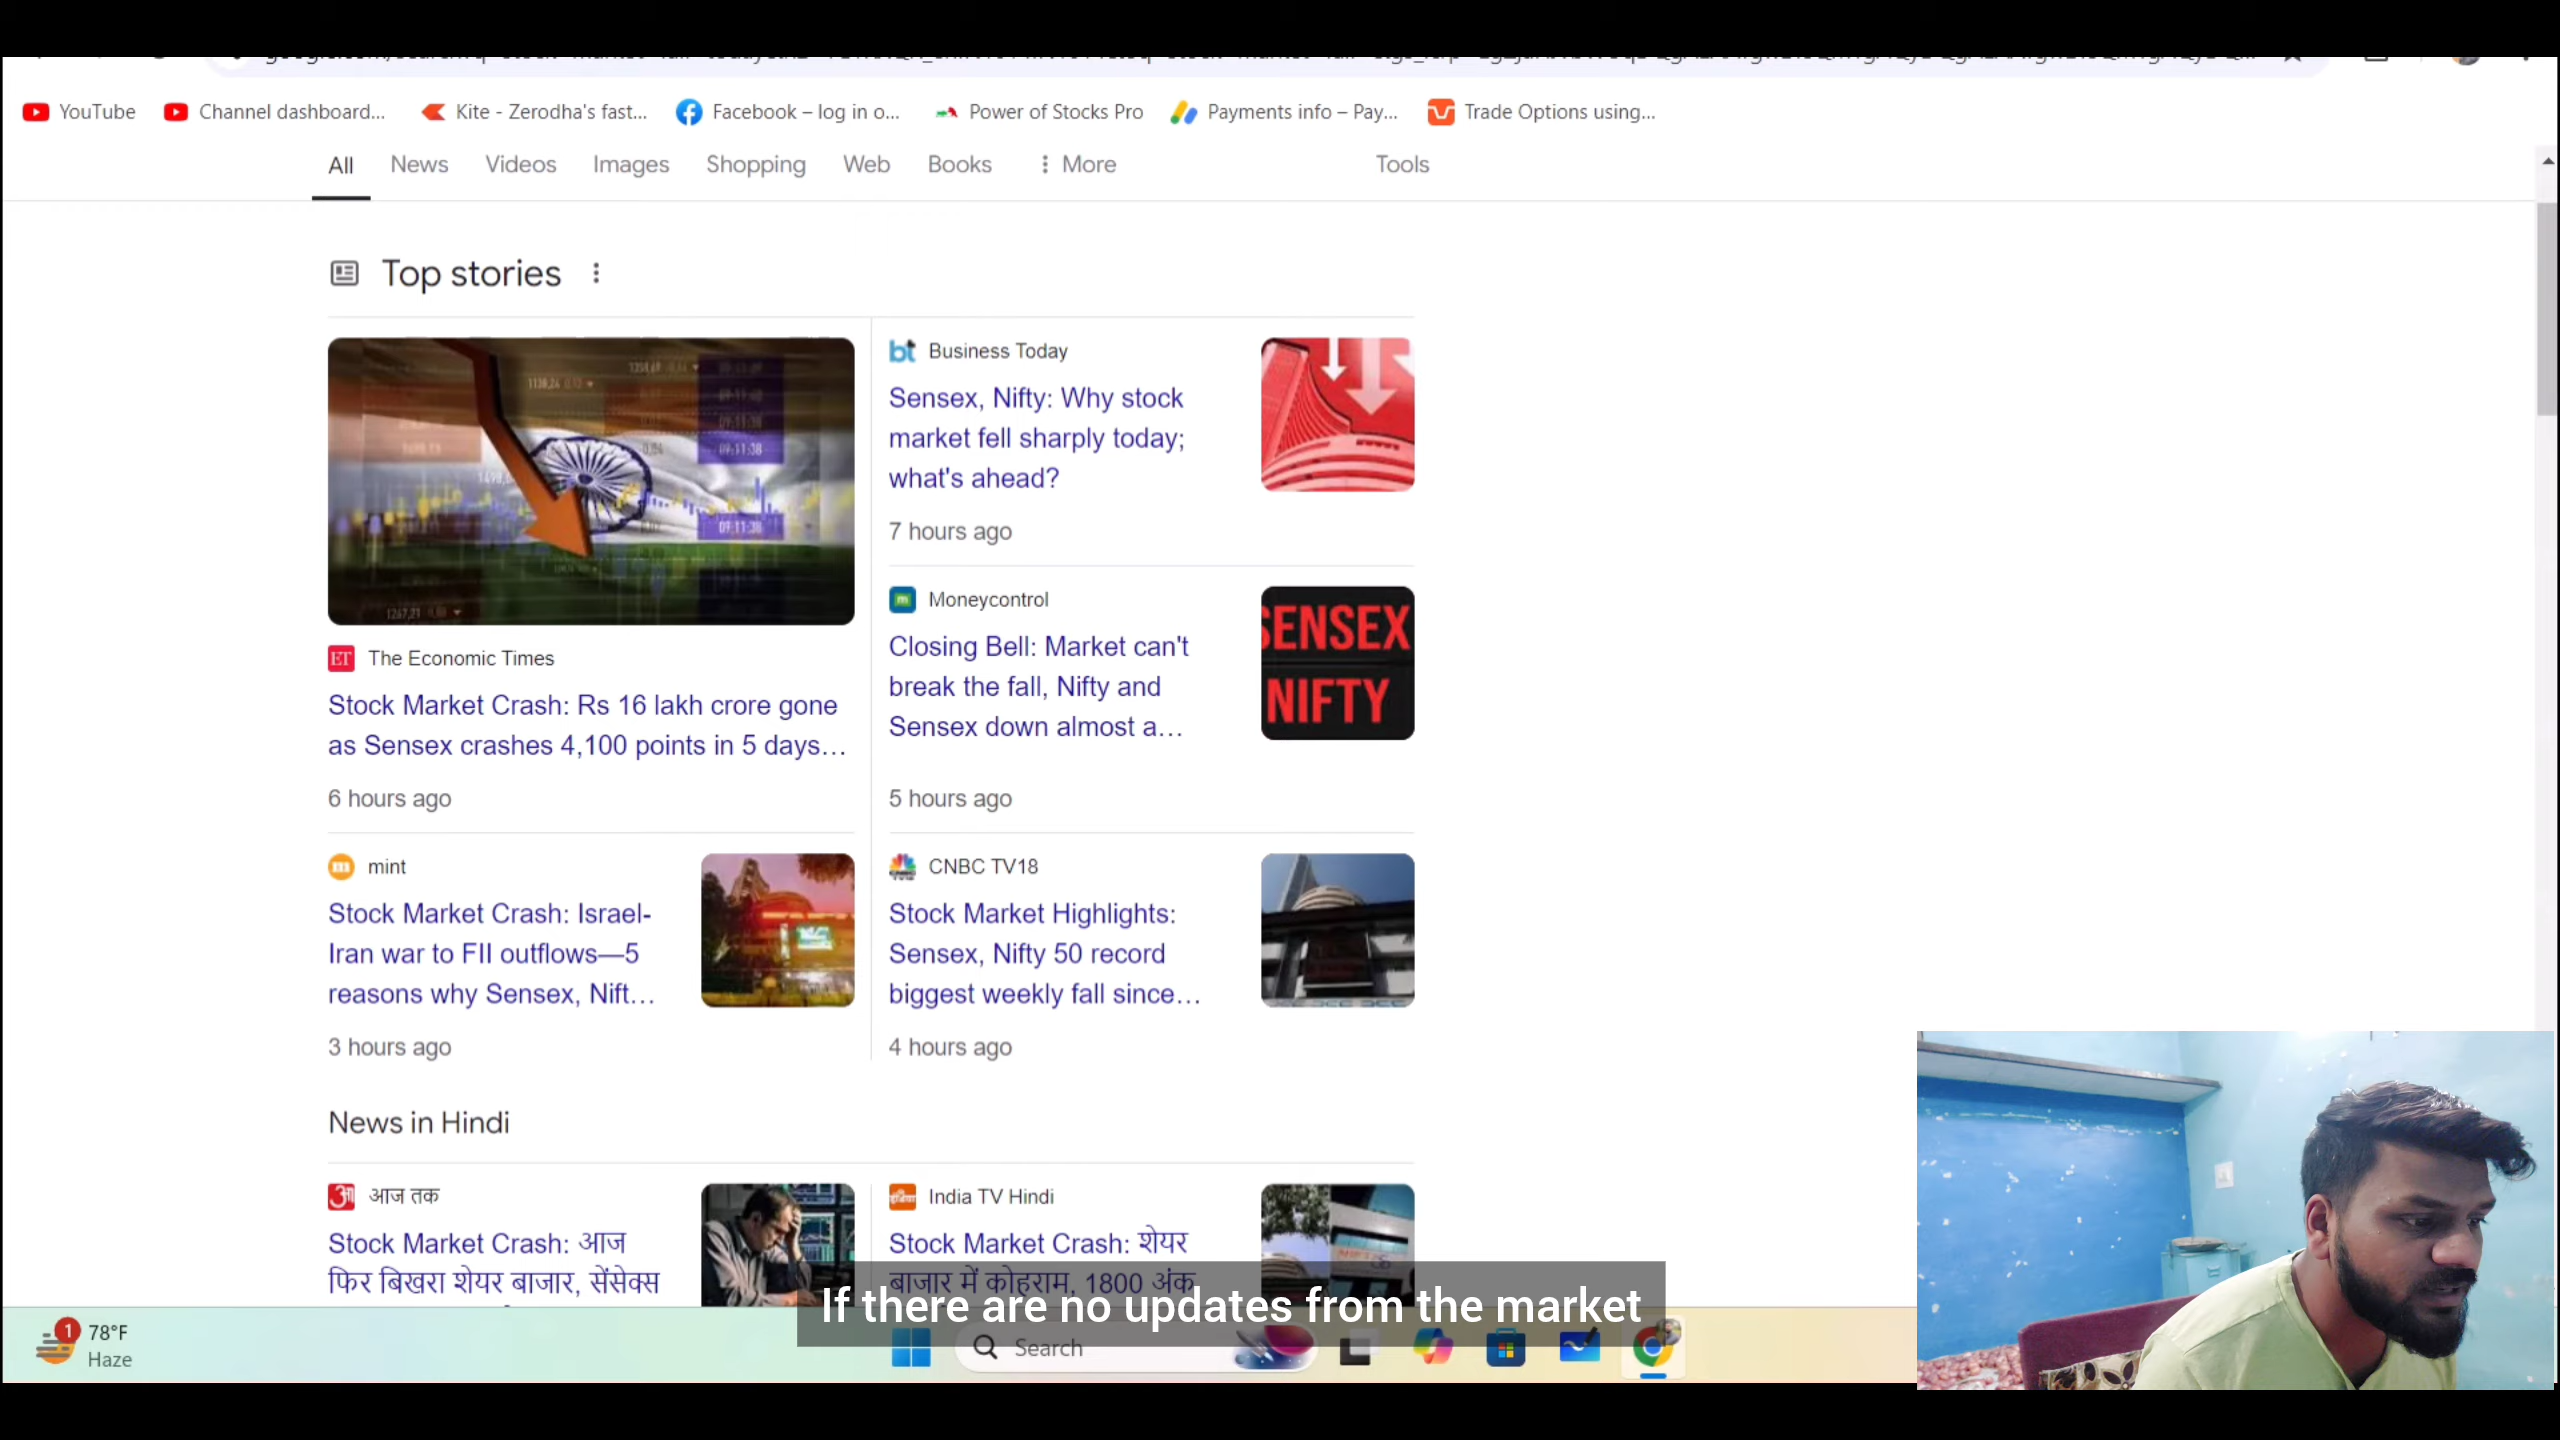 YouTube
Channel dashboard...
Kite - Zerodha's fast...
Facebook – log in o...
Power of Stocks Pro
Payments info – Pay...
Trade Options using...
All
News
Videos
Images
Shopping
Web
Books
More
Tools
Top stories
The Economic Times
Stock Market Crash: Rs 16 lakh crore gone
as Sensex crashes 4,100 points in 5 days...
6 hours ago
bt Business Today
Sensex, Nifty: Why stock
market fell sharply today;
what's ahead?
7 hours ago
Moneycontrol
Closing Bell: Market can't
break the fall, Nifty and
Sensex down almost a...
5 hours ago
SENSEX
NIFTY
mint
Stock Market Crash: Israel-
Iran war to FII outflows—5
reasons why Sensex, Nift...
3 hours ago
CNBC TV18
Stock Market Highlights:
Sensex, Nifty 50 record
biggest weekly fall since...
4 hours ago
News in Hindi
आज तक
Stock Market Crash: आज
फिर बिखरा शेयर बाजार, सेंसेक्स
India TV Hindi
Stock Market Crash: शेयर
बाजार में कोहराम, 1800 अंक
If there are no updates from the market
1
78°F
Haze
Search